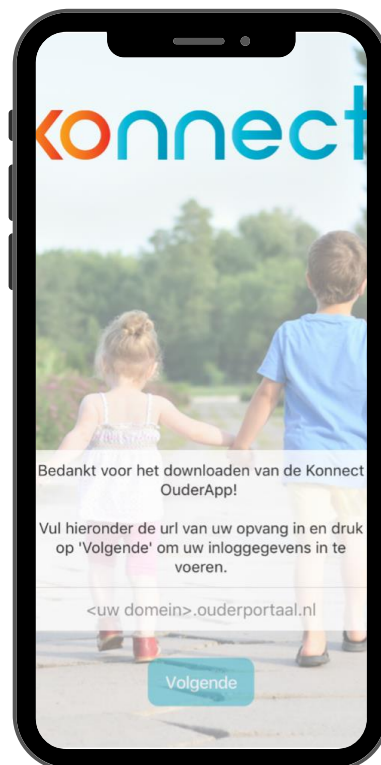 konnect
Bedankt voor het downloaden van de Konnect
OuderApp!
Vul hieronder de url van uw opvang in en druk
op 'Volgende' om uw inloggegevens in te
voeren.
<uw domein>.ouderportaal.nl
Volgende